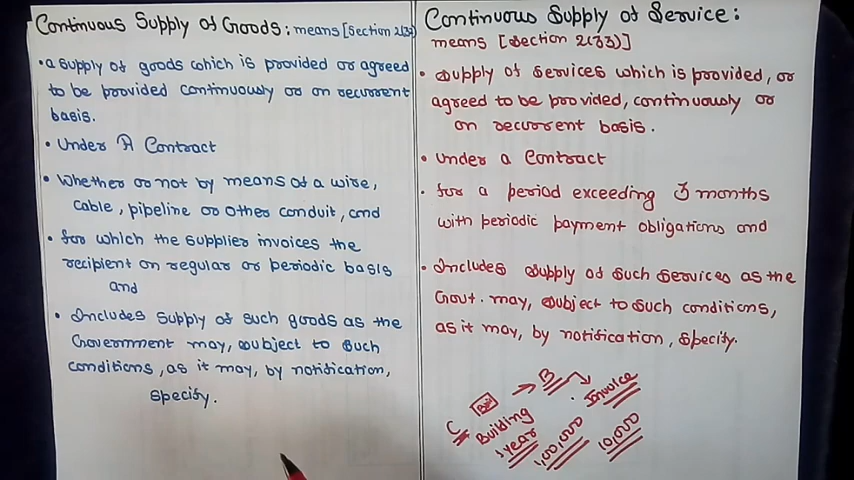 Continuous Supply of Goods: means [Section 2(32)
• a supply of goods which is provided or agreed
to be provided continuously or on recurrent
basis.
• Under A Contract
• Whether or not by means of a wire,
cable, pipeline or other conduit, and
• for which the supplier invoices the
recipient on regular or periodic basis
and
• Includes supply of such goods as the
Government may, subject to such
conditions, as it may, by notification,
specify.
Continuous Supply of Service:
means [Section 2(33)]
• Supply of services which is provided, or
agreed to be provided, continuously or
on recurrent basis.
• Under a Contract
• for a period exceeding 3 months
with periodic payment obligations and
• Includes supply of such services as the
Govt. may, subject to such conditions,
as it may, by notification, specify.
C → B
Invoice
Building
1 year
1,00,000
10,000